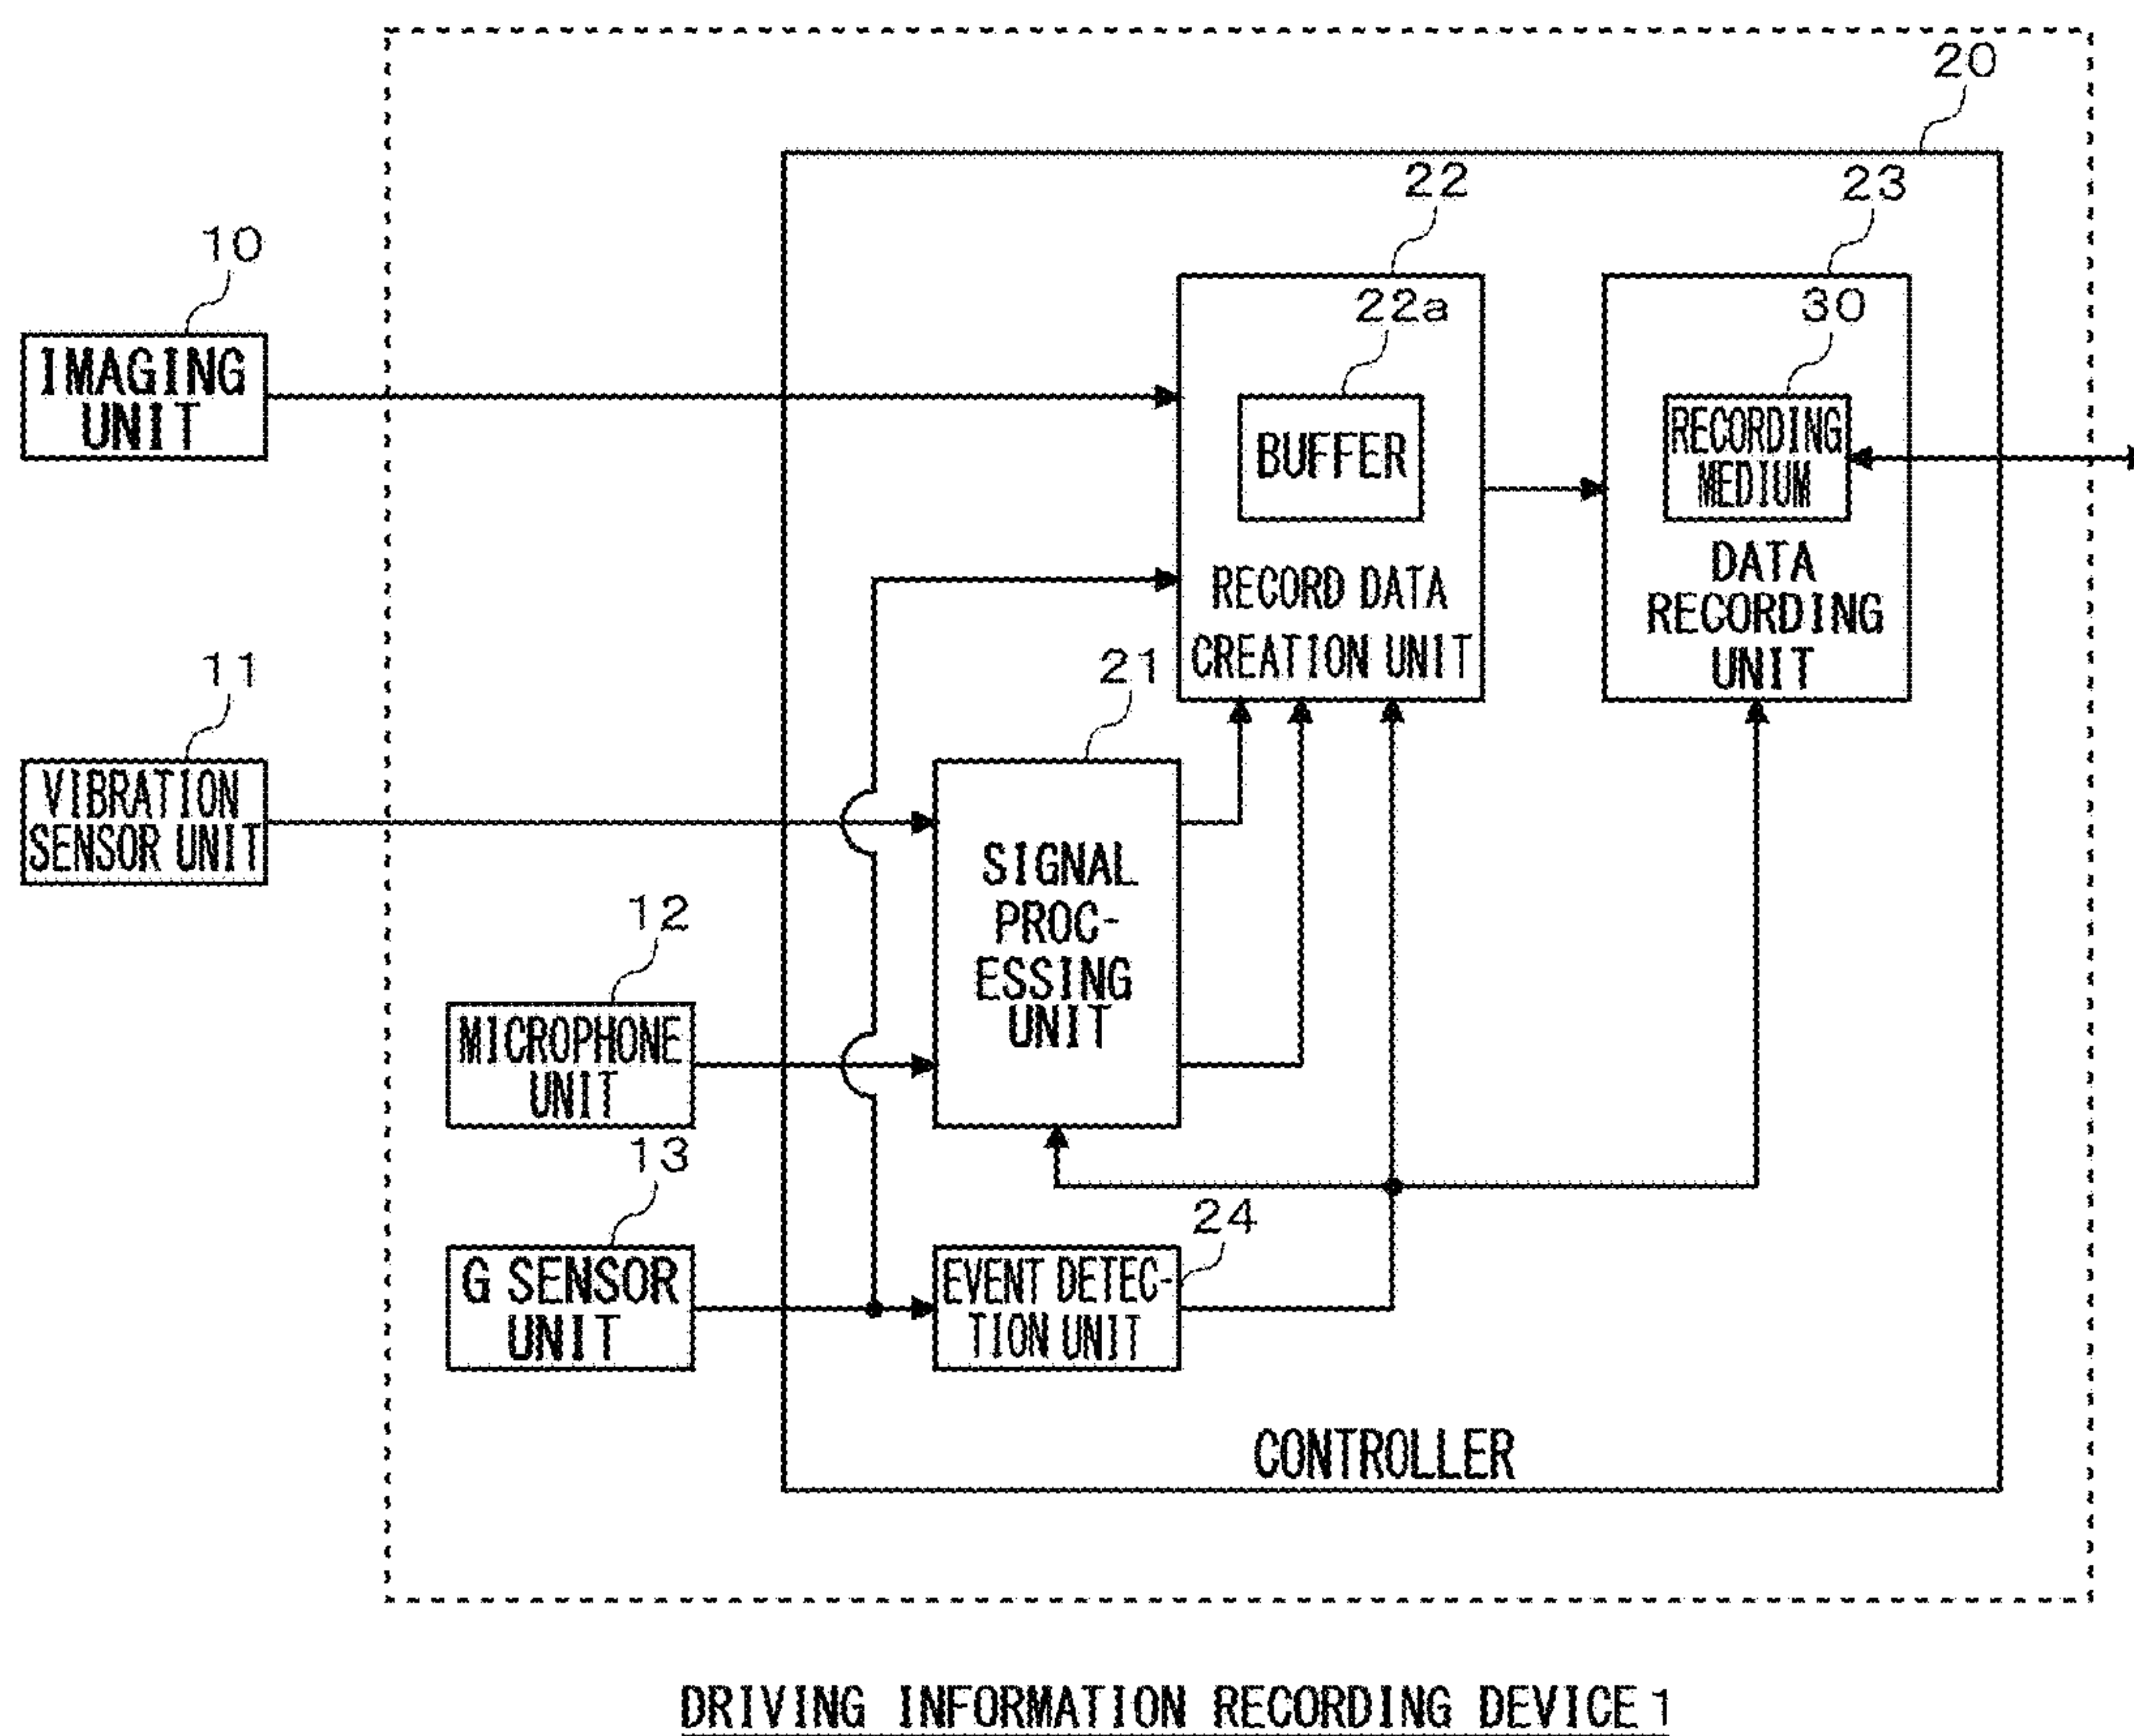 20
22
23
10
22a
30
IMAGING
UNIT
BUFFER
RECORDING
MEDIUM
DATA
RECORDING
UNIT
RECORD DATA
CREATION UNIT
11
21
VIBRATION
SENSOR UNIT
SIGNAL
PROC-
ESSING
UNIT
12
MICROPHONE
UNIT
13
24
G SENSOR
UNIT
EVENT DETEC-
TION UNIT
CONTROLLER
DRIVING INFORMATION RECORDING DEVICE 1